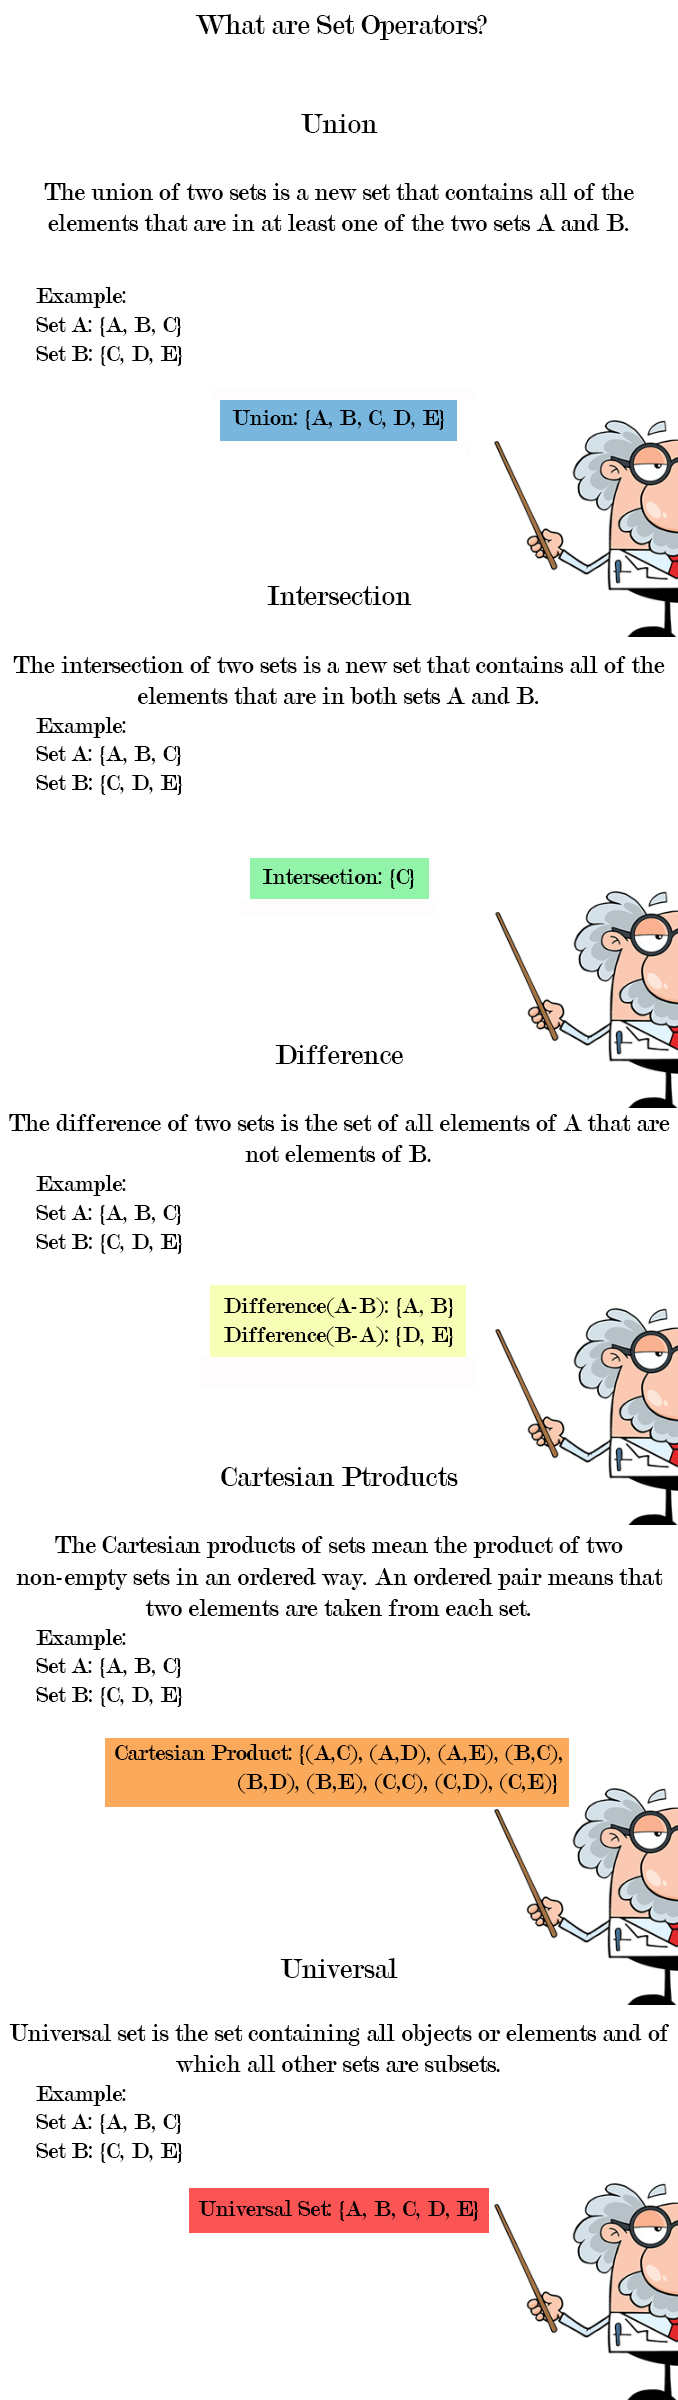 What are Set Operators?
Union
The union of two sets is a new set that contains all of the
elements that are in at least one of the two sets A and B.
Example:
Set A: {A, B, C}
Set B: {C, D, E}
Union: {A, B, C, D, E}
Intersection
The intersection of two sets is a new set that contains all of the
elements that are in both sets A and B.
Example:
Set A: {A, B, C}
Set B: {C, D, E}
Intersection: {C}
Difference
The difference of two sets is the set of all elements of A that are
not elements of B.
Example:
Set A: {A, B, C}
Set B: {C, D, E}
Difference(A-B): {A, B}
Difference(B-A): {D, E}
Cartesian Ptroducts
The Cartesian products of sets mean the product of two
non-empty sets in an ordered way. An ordered pair means that
two elements are taken from each set.
Example:
Set A: {A, B, C}
Set B: {C, D, E}
Cartesian Product: {(A,C), (A,D), (A,E), (B,C),
(B,D), (B,E), (C,C), (C,D), (C,E)}
Universal
Universal set is the set containing all objects or elements and of
which all other sets are subsets.
Example:
Set A: {A, B, C}
Set B: {C, D, E}
Universal Set: {A, B, C, D, E}